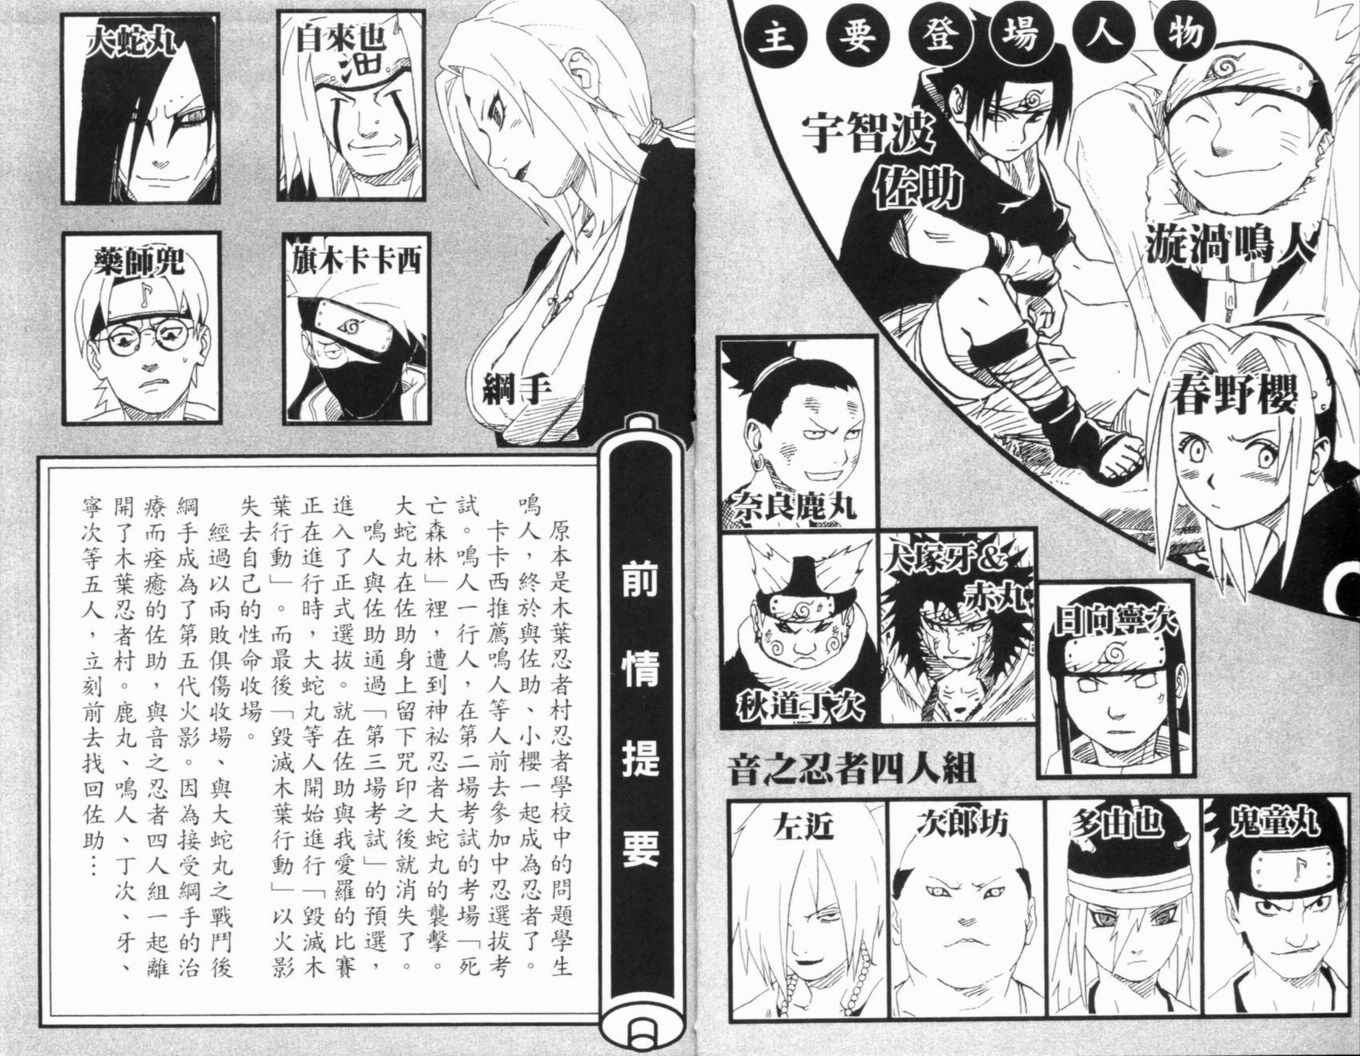 主要登場人物
漩渦鳴人
宇智波
佐助
春野櫻
奈良鹿丸
犬塚牙&
赤丸
秋道丁次
日向寧次
音之忍者四人組
鬼童丸
多由也
次郎坊
左近
綱手
自來也
油
大蛇丸
旗木卡卡西
藥師兜
前情提要
原本是木葉忍者村忍者學校中的問題學生
鳴人，終於與佐助、小櫻一起成為忍者了。
卡卡西推薦鳴人等人前去參加中忍選拔考
試。鳴人一行人，在第二場考試的考場「死
亡森林」裡，遭到神祕忍者大蛇丸的襲擊。
大蛇丸在佐助身上留下咒印之後就消失了。
鳴人與佐助通過「第三場考試」的預選，
進入了正式選拔。就在佐助與我愛羅的比賽
正在進行時，大蛇丸等人開始進行「毀滅木
葉行動」。而最後「毀滅木葉行動」以火影
失去自己的性命收場。
經過以兩敗俱傷收場、與大蛇丸之戰鬥後
綱手成為了第五代火影。因為接受綱手的治
療而痊癒的佐助，與音之忍者四人組一起離
開了木葉忍者村。鹿丸、鳴人、丁次、牙、
寧次等五人，立刻前去找回佐助…